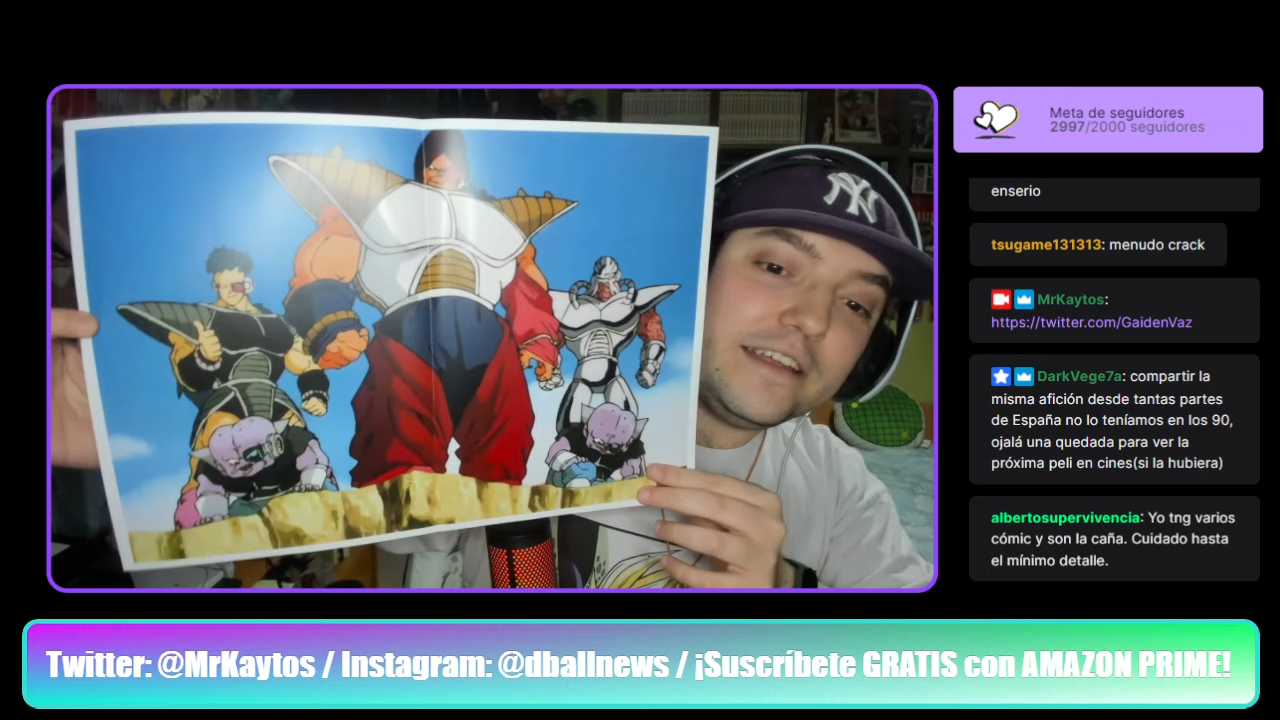 NY
Meta de seguidores
2997/2000 seguidores
enserio
tsugame131313: menudo crack
MrKaytos:
https://twitter.com/GaidenVaz
DarkVege7a: compartir la
misma afición desde tantas partes
de España no lo teníamos en los 90,
ojalá una quedada para ver la
próxima peli en cines(si la hubiera)
albertosupervivencia: Yo tng varios
cómic y son la caña. Cuidado hasta
el mínimo detalle.
Twitter: @MrKaytos / Instagram: @dballnews / ¡Suscríbete GRATIS con AMAZON PRIME!